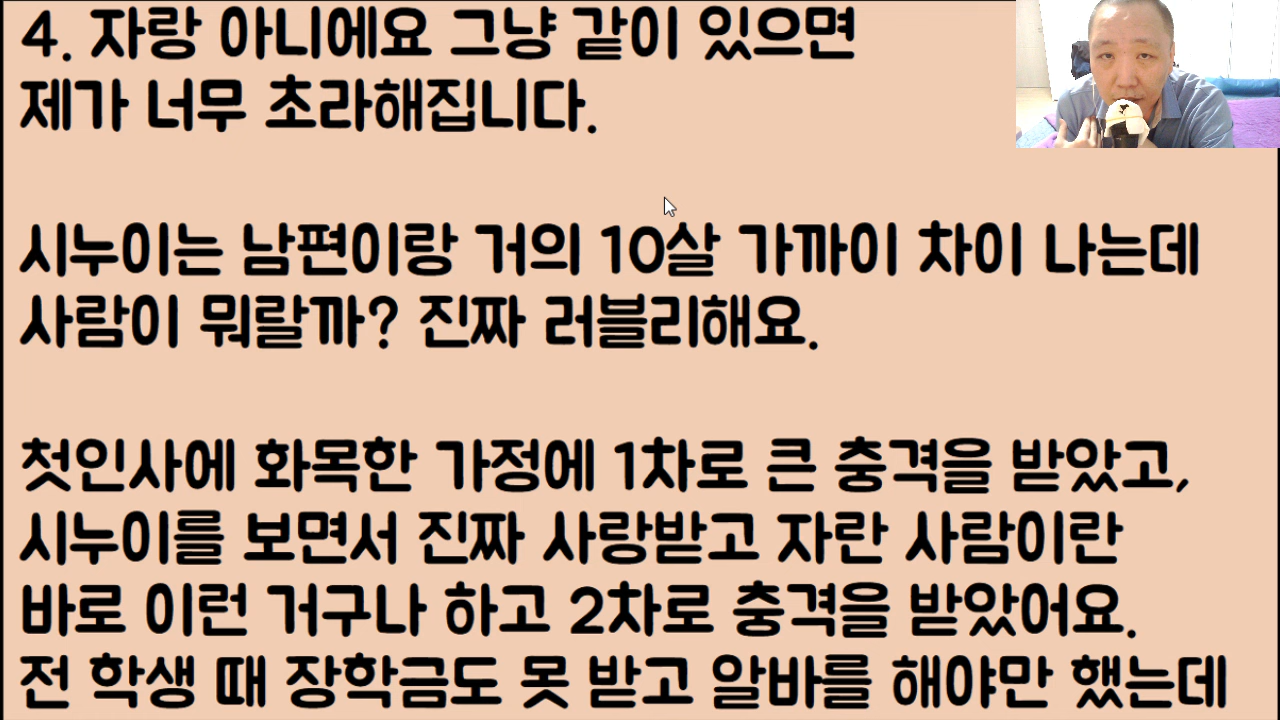 4. 자랑 아니에요 그냥 같이 있으면
제가 너무 초라해집니다.
시누이는 남편이랑 거의 10살 가까이 차이 나는데
사람이 뭐랄까? 진짜 러블리해요.
첫인사에 화목한 가정에 1차로 큰 충격을 받았고,
시누이를 보면서 진짜 사랑받고 자란 사람이란
바로 이런 거구나 하고 2차로 충격을 받았어요.
전 학생 때 장학금도 못 받고 알바를 해야만 했는데